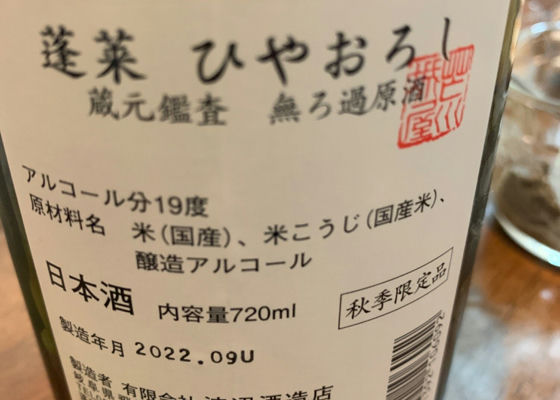 蓬莱 ひやおろし
蔵元鑑査 無ろ過原酒
アルコール分19度
原材料名 米(国産)、米こうじ(国産米)、
醸造アルコール
日本酒 内容量720ml
秋季限定品
製造年月 2022.09U
製造者 有限会社渡辺酒造店